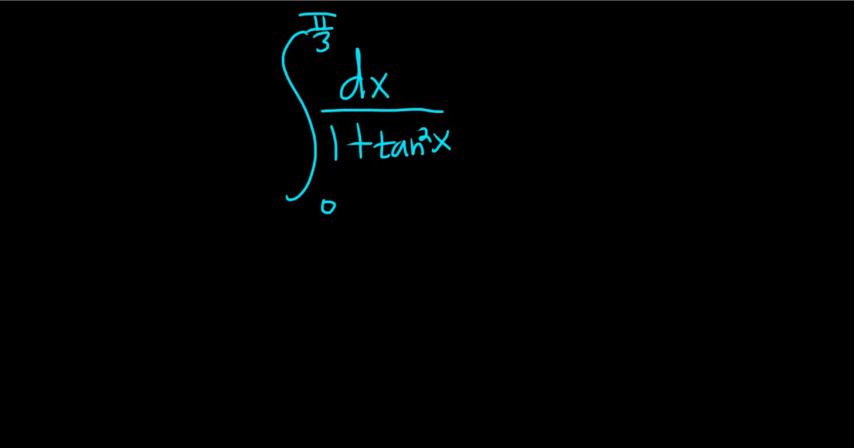 ∫₀^{π/3} dx / (1 + tan²x)